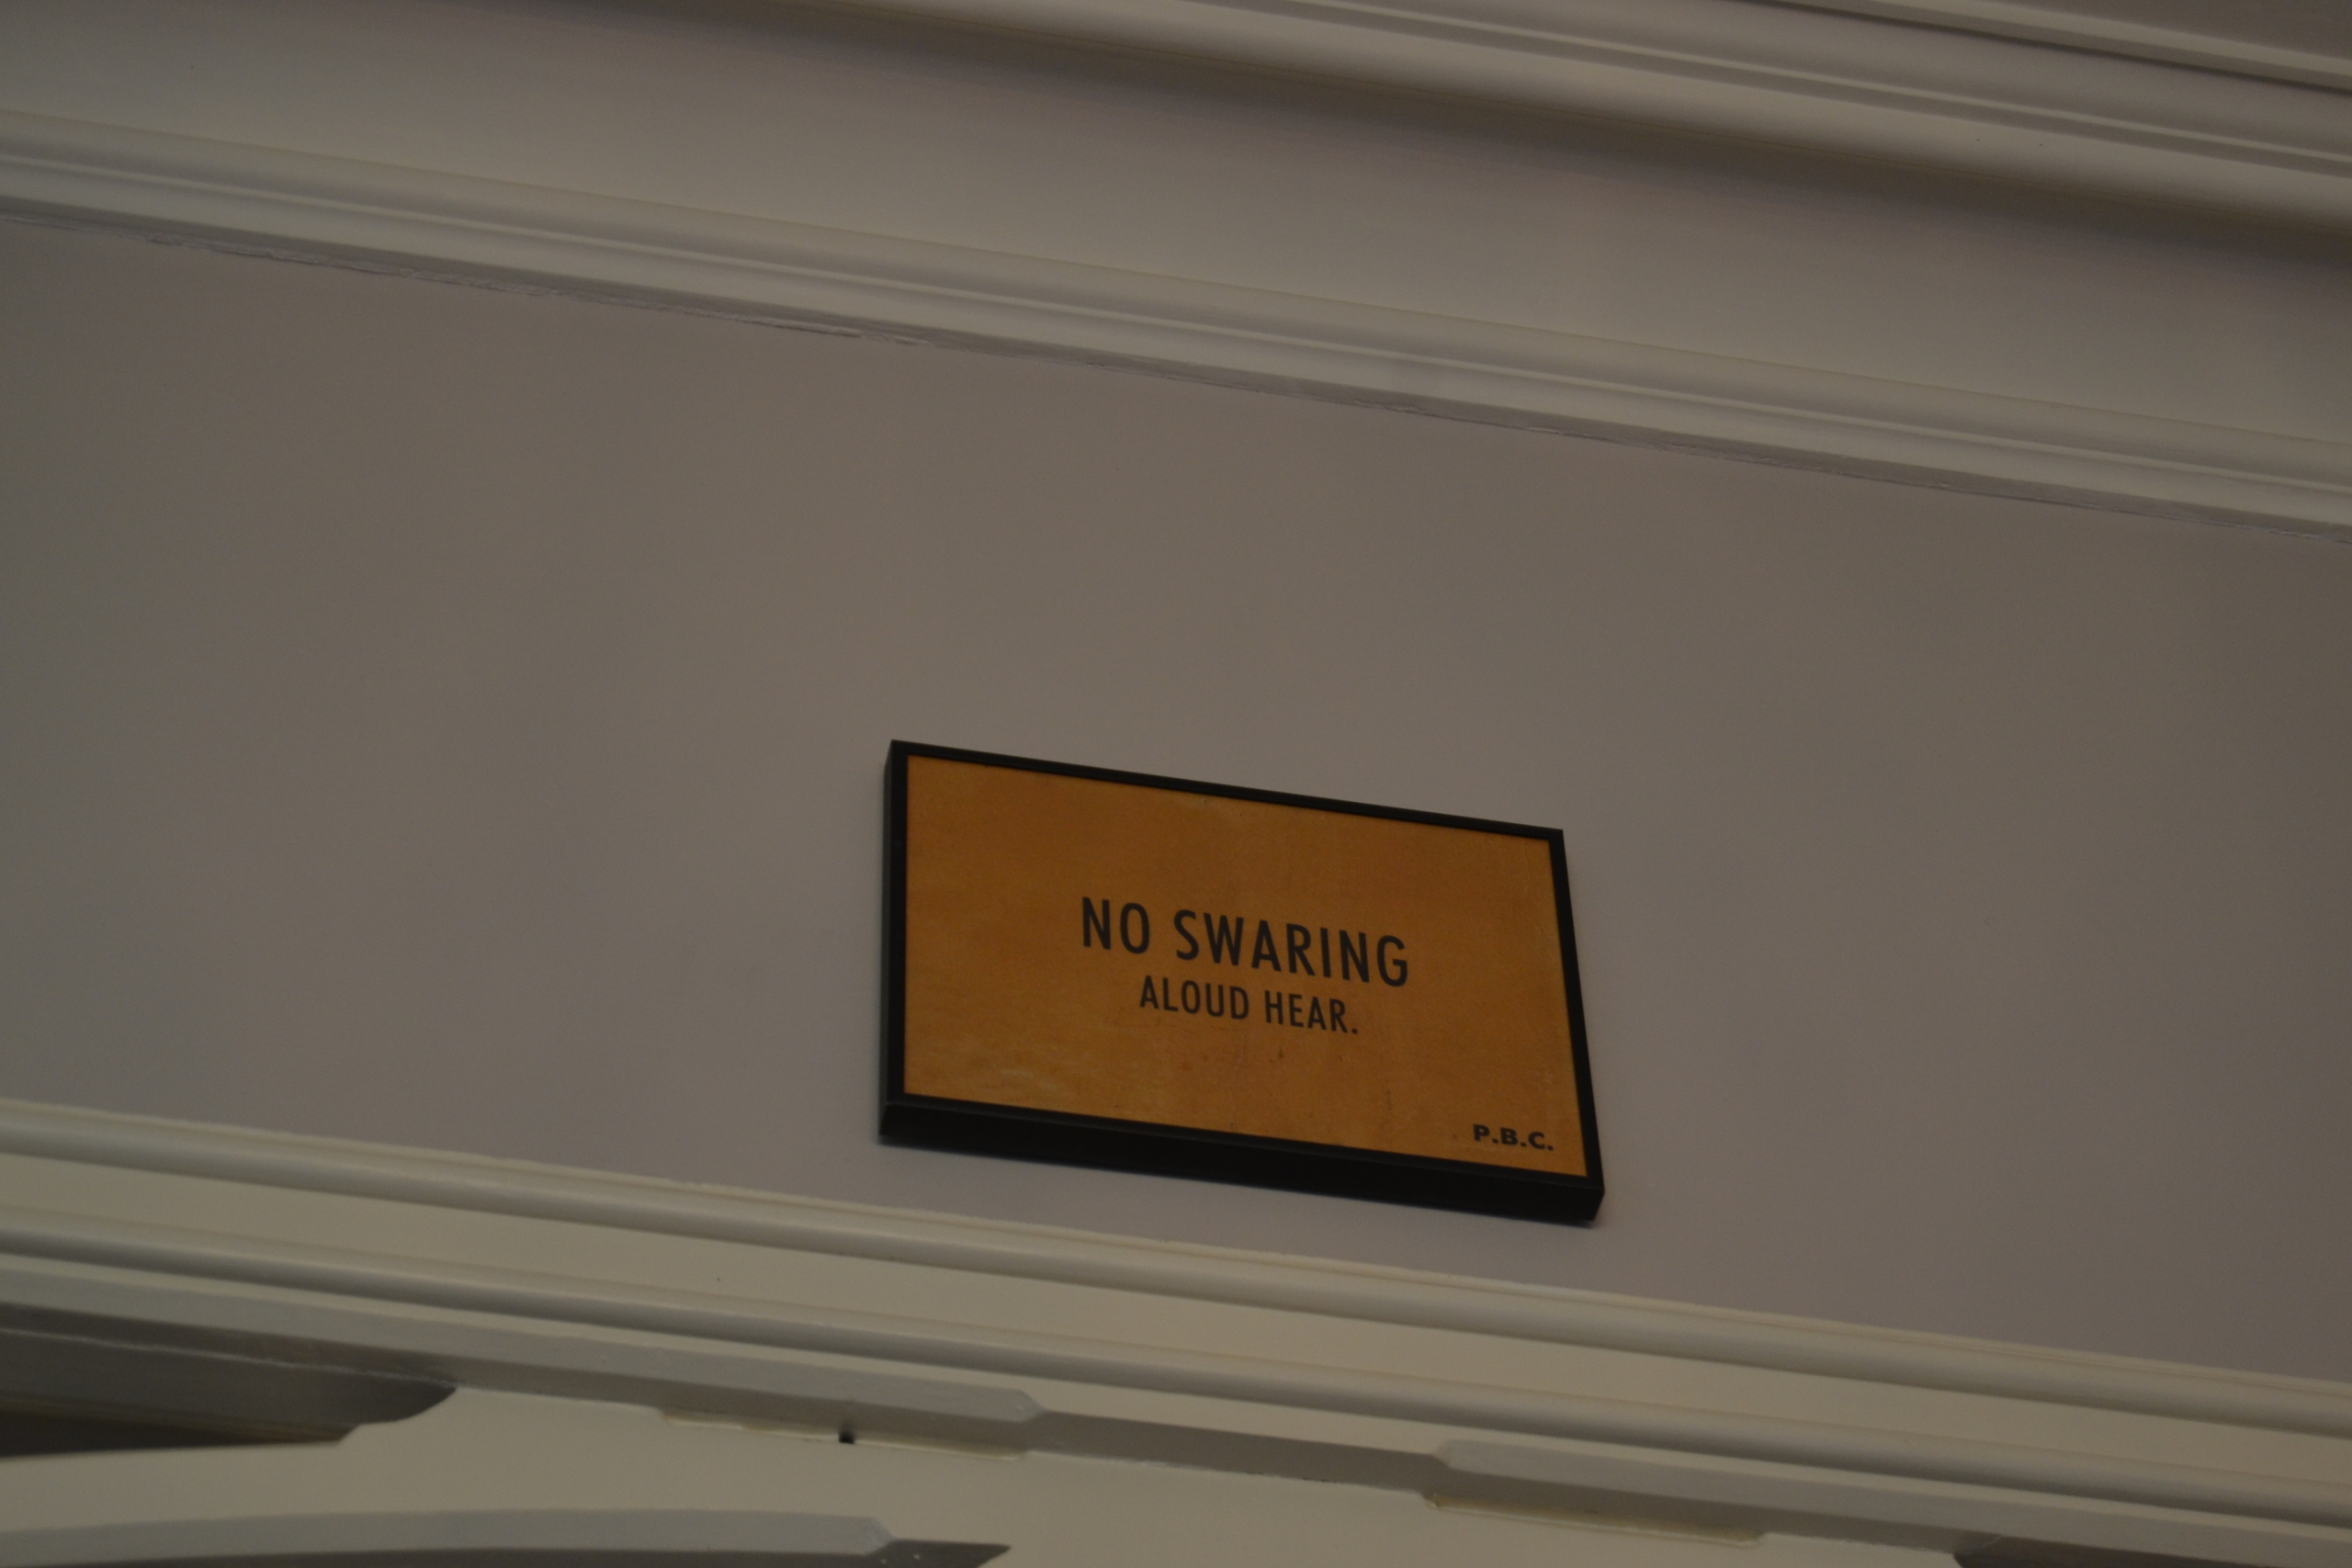 NO SWARING
ALOUD HEAR.
P.B.C.